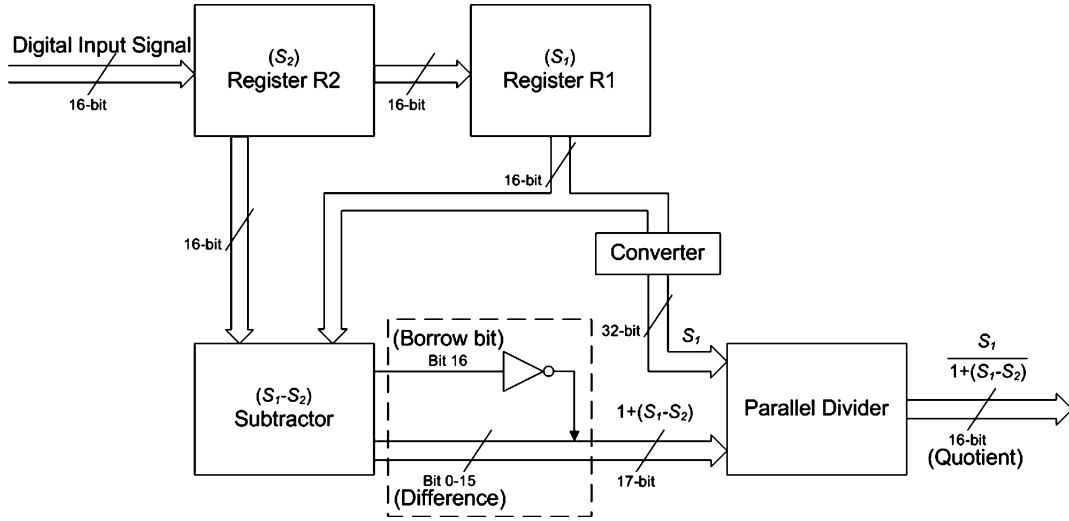 Digital Input Signal
16-bit
(S₂)
Register R2
16-bit
(S₁)
Register R1
16-bit
16-bit
Converter
32-bit
S₁
(Borrow bit)
Bit 16
(S₁-S₂)
Subtractor
1+(S₁-S₂)
17-bit
Bit 0-15
(Difference)
Parallel Divider
S₁
1+(S₁-S₂)
16-bit
(Quotient)